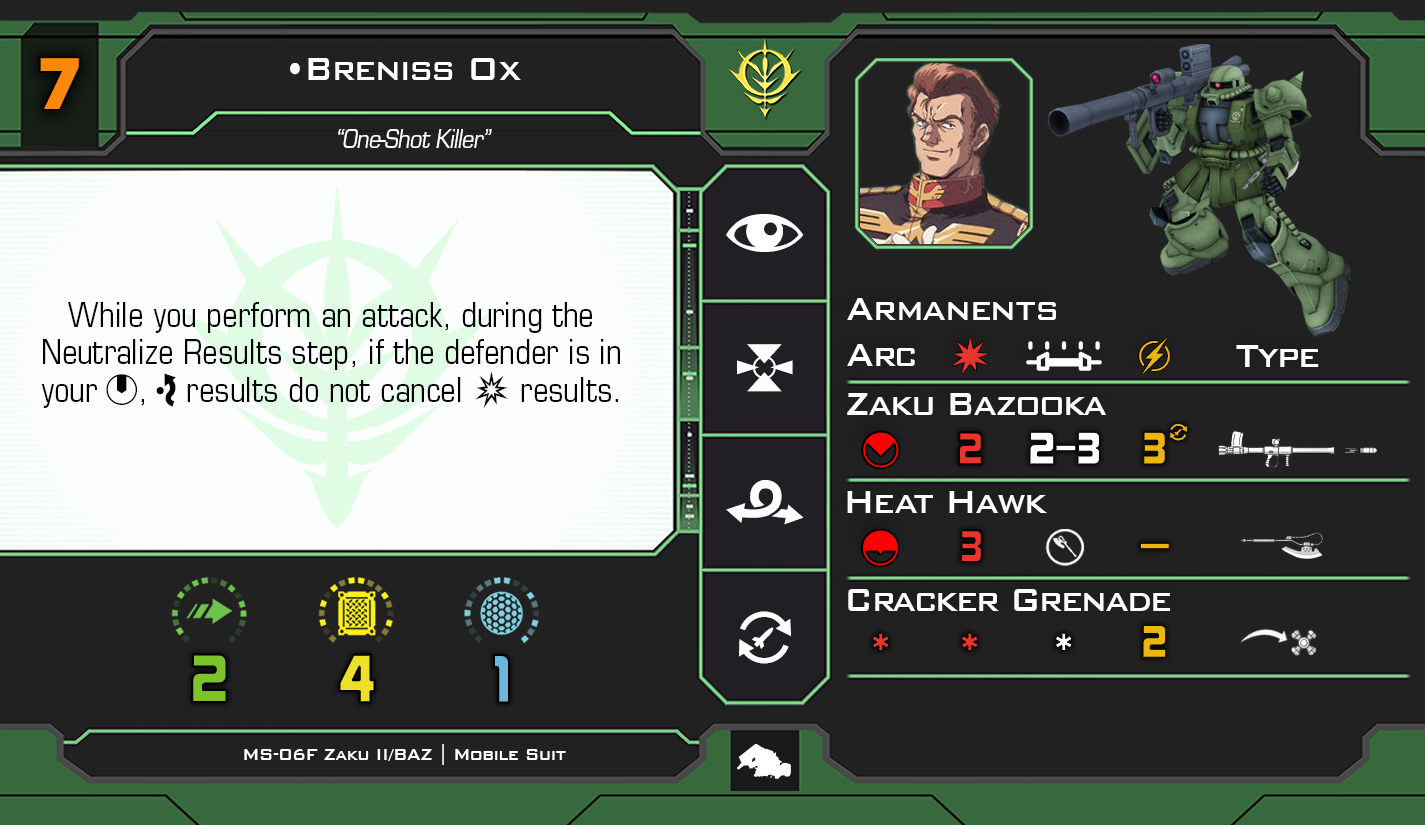 7
•Breniss Ox
“One-Shot Killer”
While you perform an attack, during the
Neutralize Results step, if the defender is in
your , results do not cancel results.
2 4 1
MS-06F Zaku II/BAZ | Mobile Suit
Armanents
Arc Type
Zaku Bazooka
2 2–3 3
Heat Hawk
3 –
Cracker Grenade
* * * 2